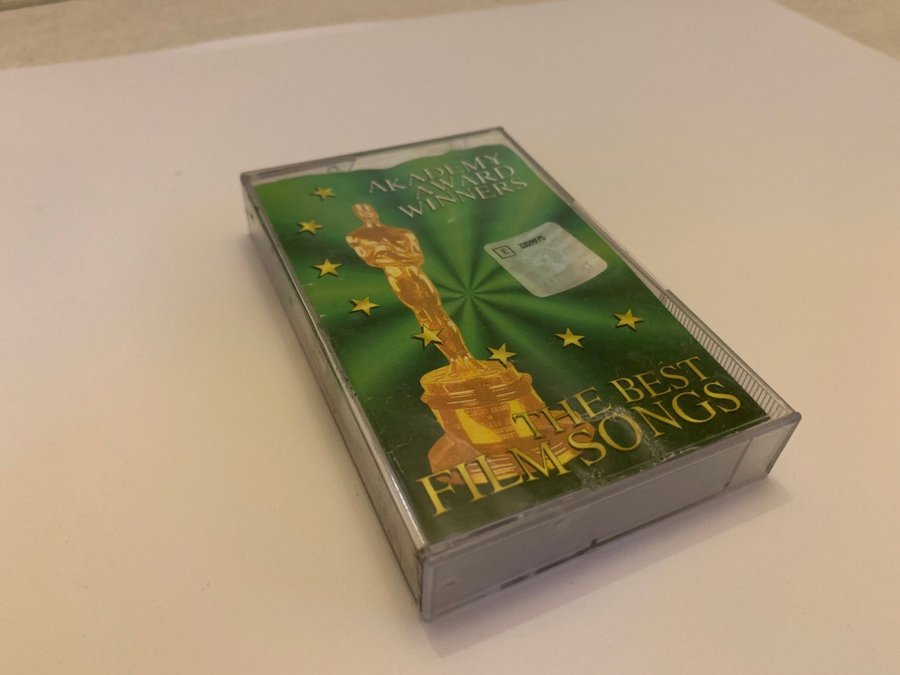 AKADEMY
AWARD
WINNERS
E
THE BEST
FILM SONGS